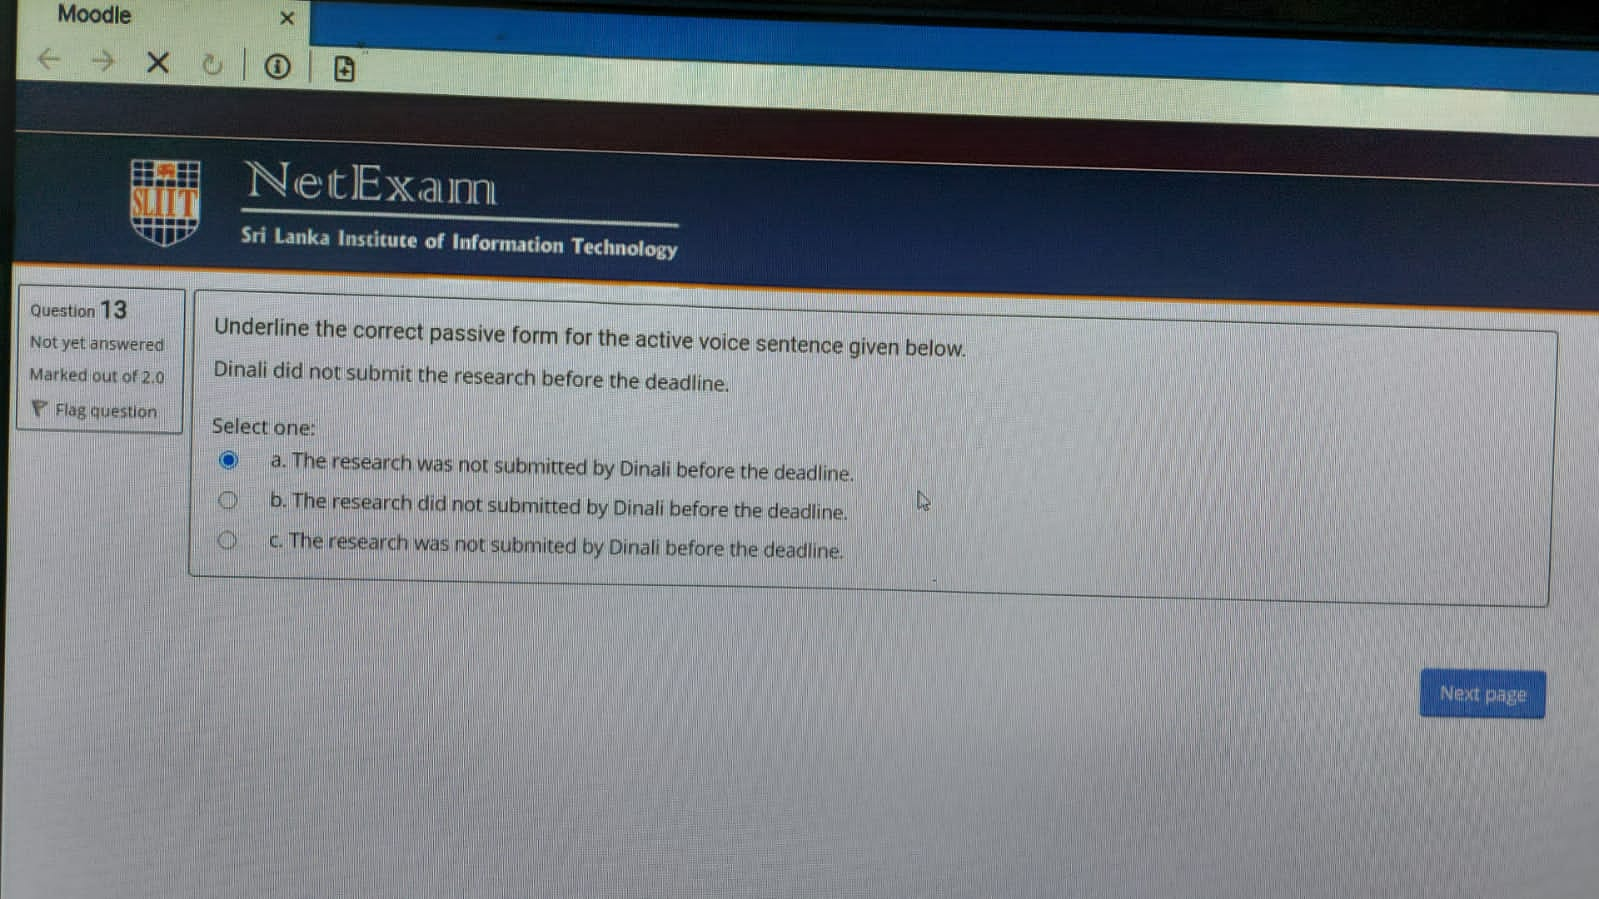 Moodle
NetExam
SLIIT
Sri Lanka Institute of Information Technology
Question 13
Not yet answered
Marked out of 2.0
Flag question
Underline the correct passive form for the active voice sentence given below.
Dinali did not submit the research before the deadline.
Select one:
a. The research was not submitted by Dinali before the deadline.
b. The research did not submitted by Dinali before the deadline.
c. The research was not submited by Dinali before the deadline.
Next page